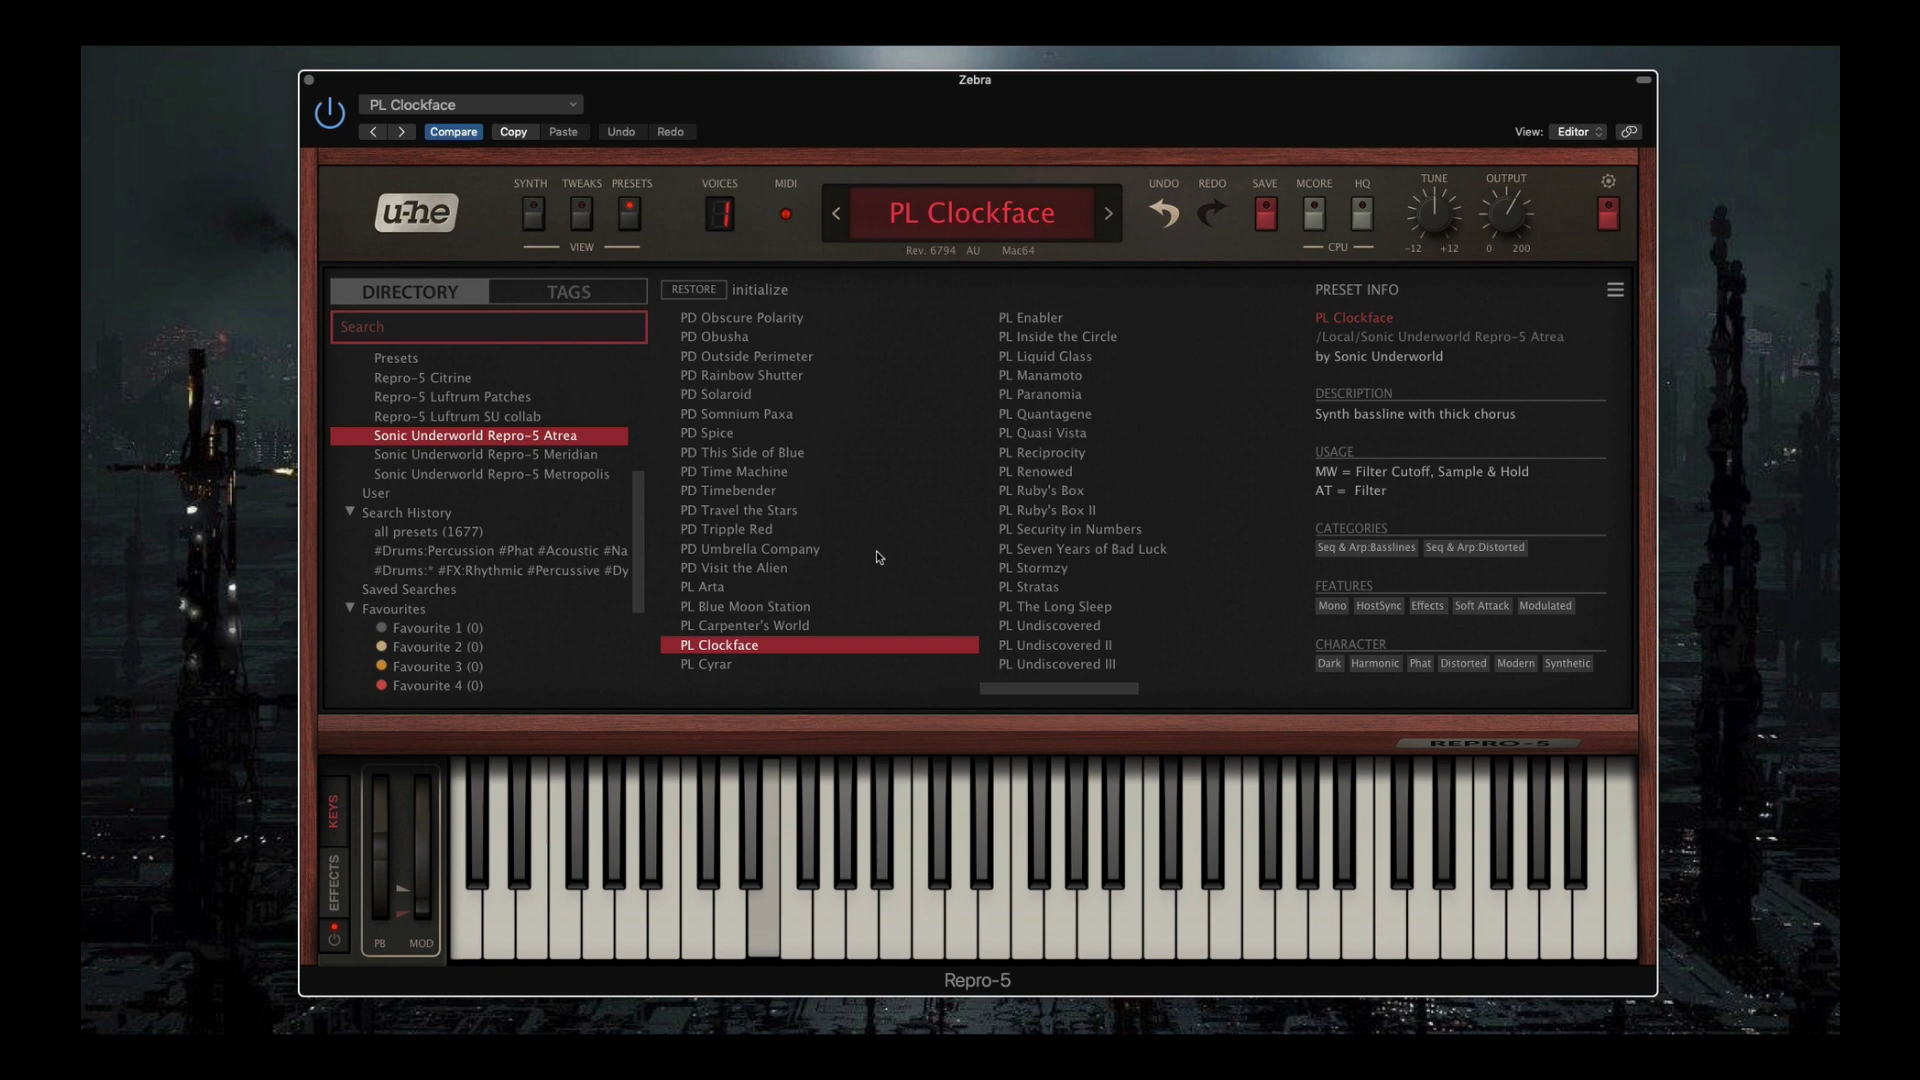 Zebra
PL Clockface
Compare
Copy
Paste
Undo
Redo
View:
Editor
u-he
SYNTH
TWEAKS
PRESETS
VIEW
VOICES
1
MIDI
PL Clockface
Rev. 6794 AU Mac64
UNDO
REDO
SAVE
MCORE
HQ
CPU
TUNE
-12 +12
OUTPUT
0 200
DIRECTORY
TAGS
Search
Presets
Repro-5 Citrine
Repro-5 Luftrum Patches
Repro-5 Luftrum SU collab
Sonic Underworld Repro-5 Atrea
Sonic Underworld Repro-5 Meridian
Sonic Underworld Repro-5 Metropolis
User
Search History
all presets (1677)
#Drums:Percussion #Phat #Acoustic #Na
#Drums:* #FX:Rhythmic #Percussive #Dy
Saved Searches
Favourites
Favourite 1 (0)
Favourite 2 (0)
Favourite 3 (0)
Favourite 4 (0)
RESTORE
initialize
PD Obscure Polarity
PD Obusha
PD Outside Perimeter
PD Rainbow Shutter
PD Solaroid
PD Somnium Paxa
PD Spice
PD This Side of Blue
PD Time Machine
PD Timebender
PD Travel the Stars
PD Tripple Red
PD Umbrella Company
PD Visit the Alien
PL Arta
PL Blue Moon Station
PL Carpenter's World
PL Clockface
PL Cyrar
PL Enabler
PL Inside the Circle
PL Liquid Glass
PL Manamoto
PL Paranomia
PL Quantagene
PL Quasi Vista
PL Reciprocity
PL Renowed
PL Ruby's Box
PL Ruby's Box II
PL Security in Numbers
PL Seven Years of Bad Luck
PL Stormzy
PL Stratas
PL The Long Sleep
PL Undiscovered
PL Undiscovered II
PL Undiscovered III
PRESET INFO
PL Clockface
/Local/Sonic Underworld Repro-5 Atrea
by Sonic Underworld
DESCRIPTION
Synth bassline with thick chorus
USAGE
MW = Filter Cutoff, Sample & Hold
AT = Filter
CATEGORIES
Seq & Arp:Basslines
Seq & Arp:Distorted
FEATURES
Mono
HostSync
Effects
Soft Attack
Modulated
CHARACTER
Dark
Harmonic
Phat
Distorted
Modern
Synthetic
REPRO-5
KEYS
EFFECTS
PB
MOD
Repro-5